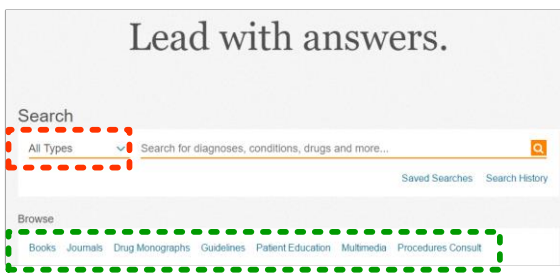 Lead with answers.
Search
All Types Search for diagnoses, conditions, drugs and more...
Saved Searches Search History
Browse
Books Journals Drug Monographs Guidelines Patient Education Multimedia Procedures Consult